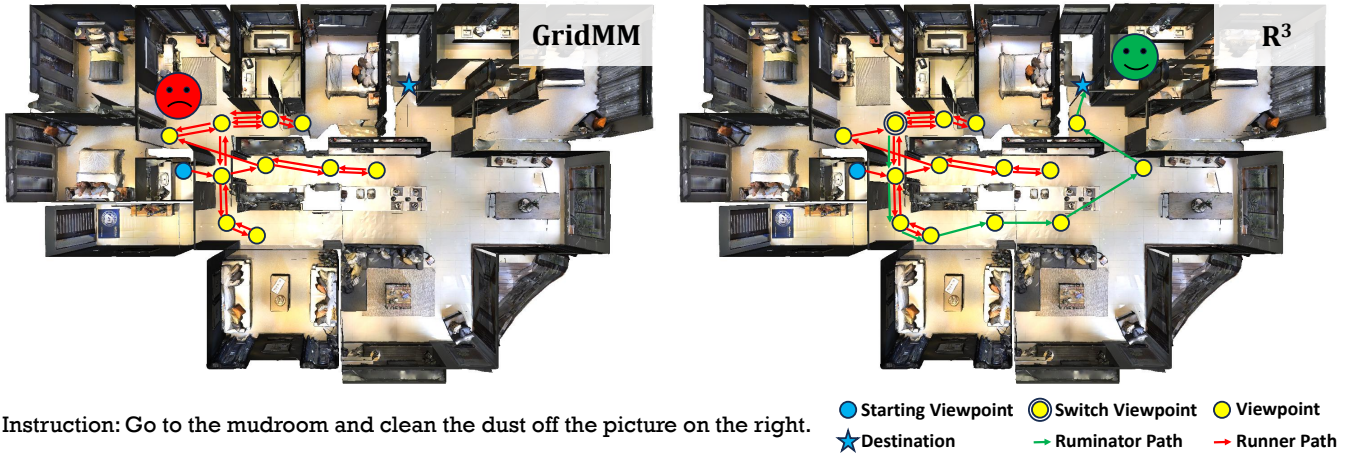 GridMM
R³
Instruction: Go to the mudroom and clean the dust off the picture on the right.
Starting Viewpoint Switch Viewpoint Viewpoint
Destination Ruminator Path Runner Path